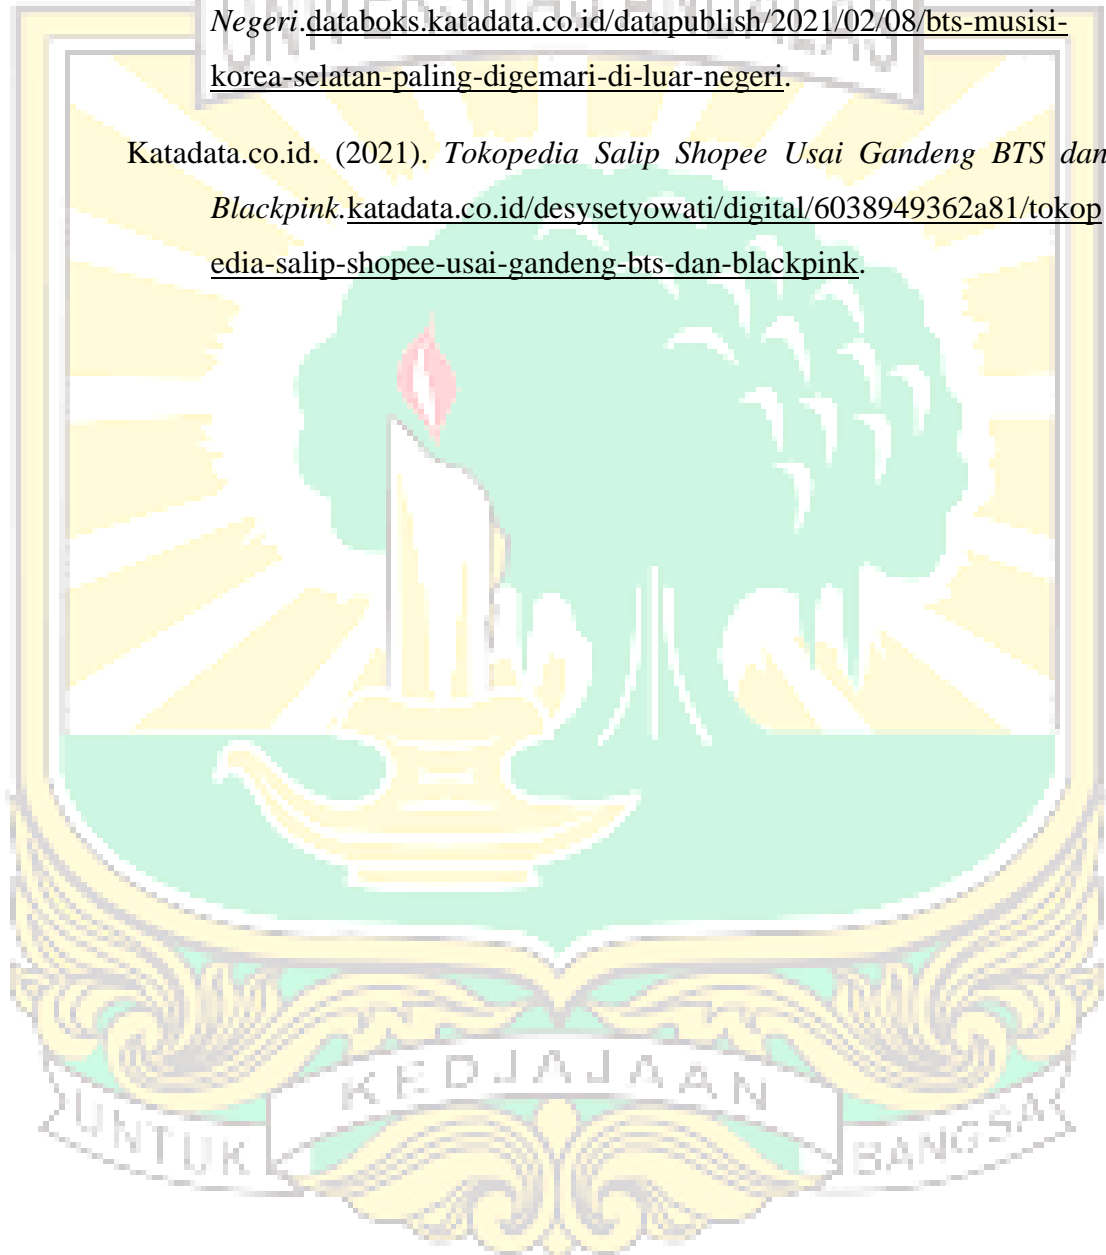 Negeri.databoks.katadata.co.id/datapublish/2021/02/08/bts-musisi-
korea-selatan-paling-digemari-di-luar-negeri.
Katadata.co.id. (2021). Tokopedia Salip Shopee Usai Gandeng BTS dan
Blackpink.katadata.co.id/desysetyowati/digital/6038949362a81/tokop
edia-salip-shopee-usai-gandeng-bts-dan-blackpink.
UNTUK KEDJAJAAN BANGSA